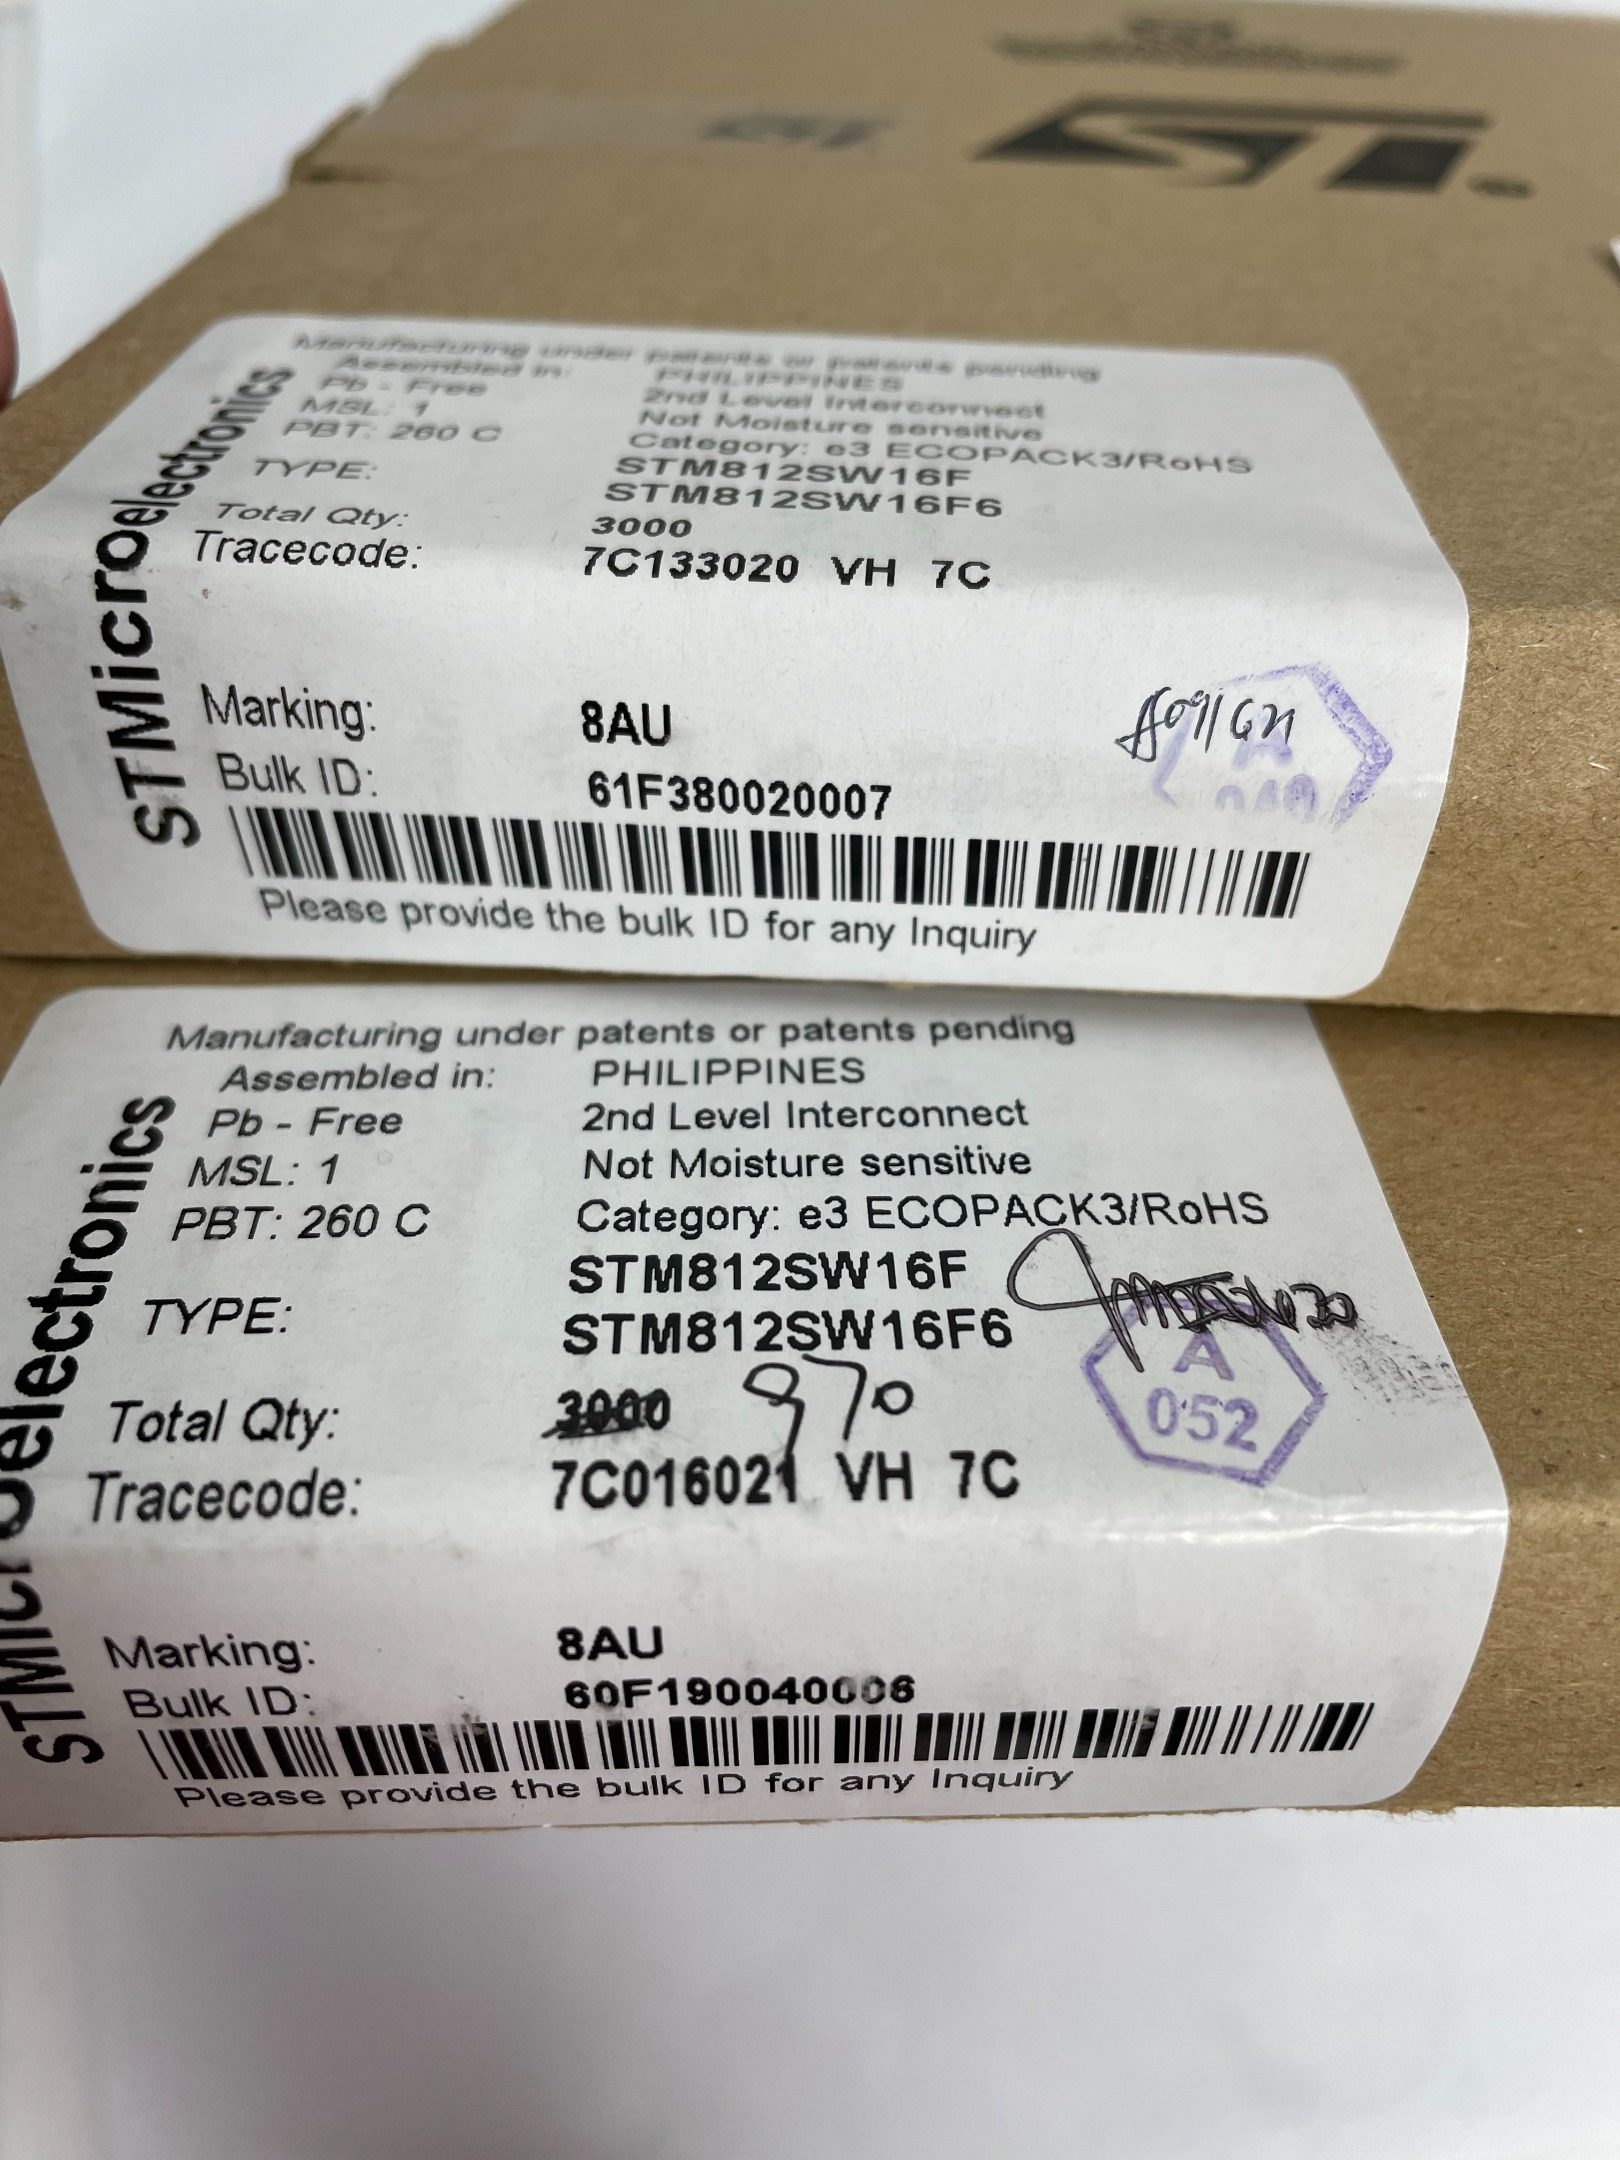 ST
STMicroelectronics
Manufacturing under patents or patents pending
Assembled in: PHILIPPINES
Pb - Free 2nd Level Interconnect
MSL: 1 Not Moisture sensitive
PBT: 260 C Category: e3 ECOPACK3/RoHS
TYPE: STM812SW16F
STM812SW16F6
Total Qty: 3000
Tracecode: 7C133020 VH 7C
Marking: 8AU
Bulk ID: 61F380020007
A
Please provide the bulk ID for any Inquiry
STMicroelectronics
Manufacturing under patents or patents pending
Assembled in: PHILIPPINES
Pb - Free 2nd Level Interconnect
MSL: 1 Not Moisture sensitive
PBT: 260 C Category: e3 ECOPACK3/RoHS
TYPE: STM812SW16F
STM812SW16F6
A
052
Total Qty: 3000 970
Tracecode: 7C016021 VH 7C
Marking: 8AU
Bulk ID: 60F190040006
Please provide the bulk ID for any Inquiry